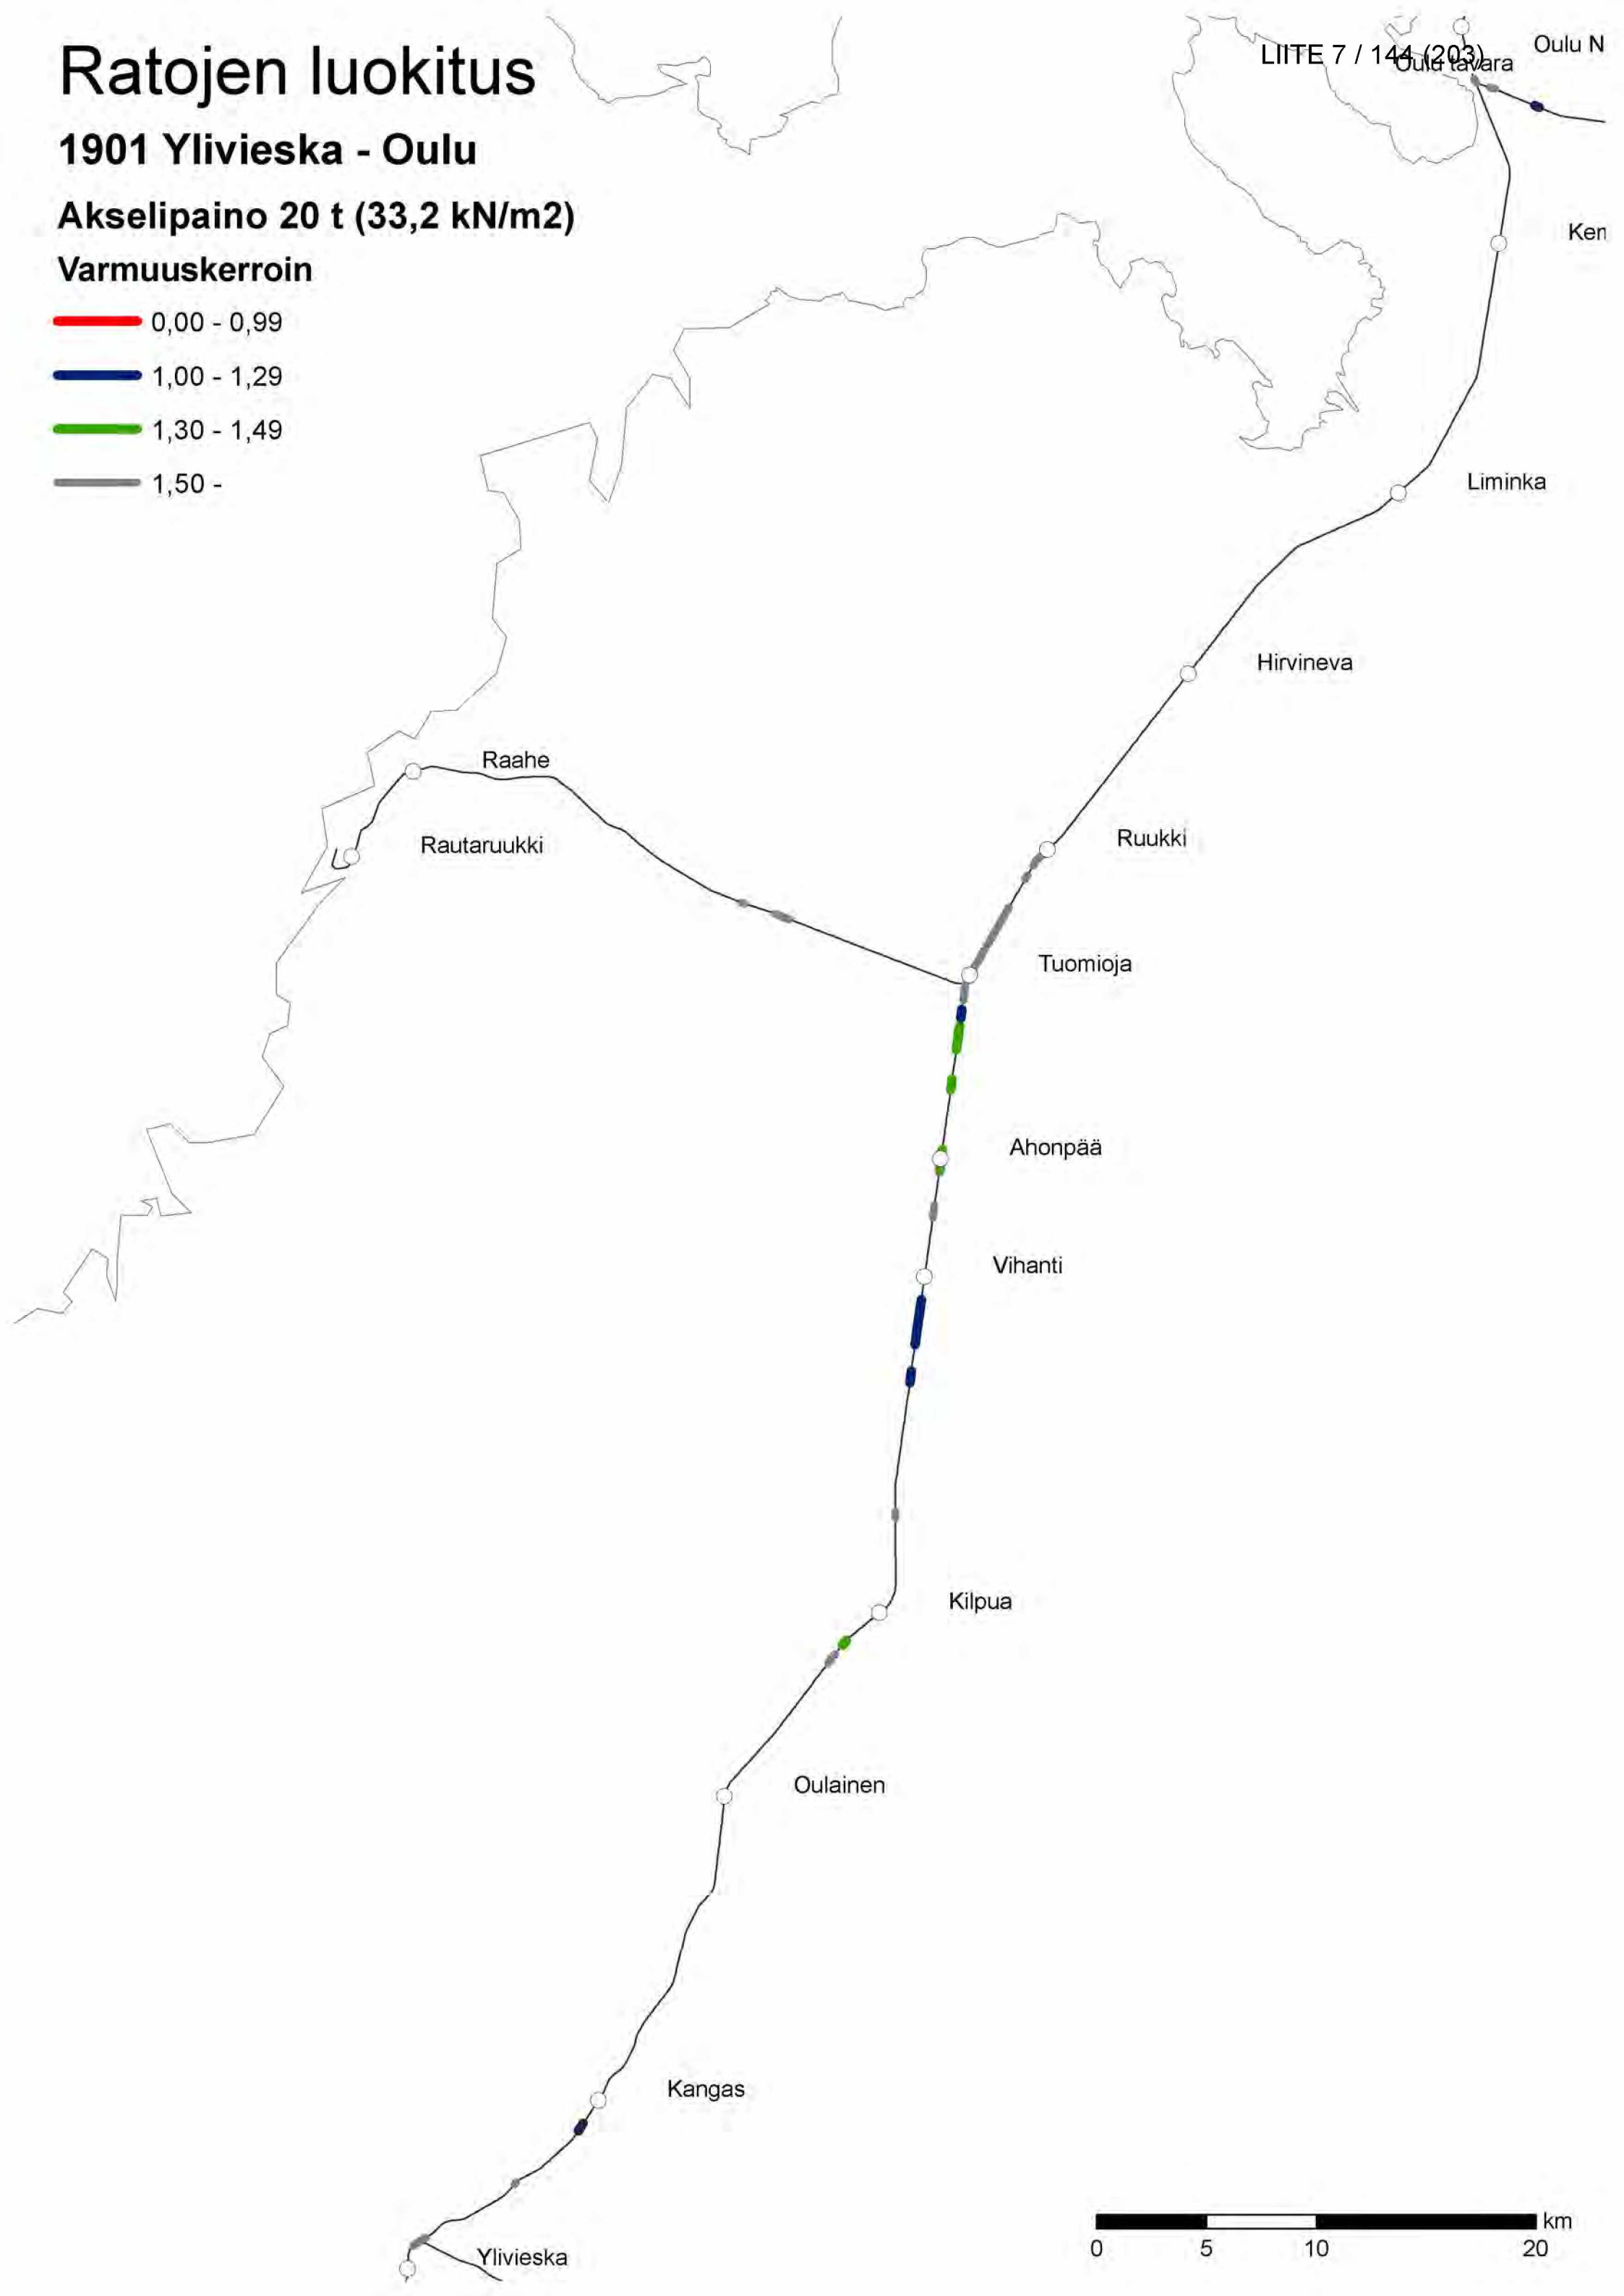 Ratojen luokitus
LIITE 7 / 144 (203)
Oulu N
Oulu tavara
1901 Ylivieska - Oulu
Akselipaino 20 t (33,2 kN/m2)
Varmuuskerroin
0,00 - 0,99
1,00 - 1,29
1,30 - 1,49
1,50 -
Ken
Liminka
Hirvineva
Raahe
Rautaruukki
Ruukki
Tuomioja
Ahonpää
Vihanti
Kilpua
Oulainen
Kangas
Ylivieska
km
0 5 10 20